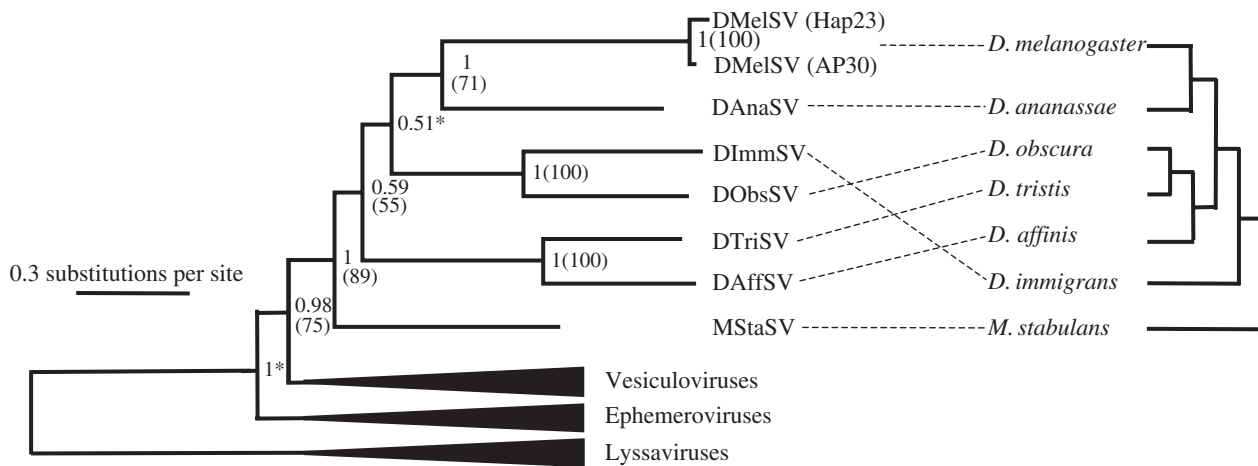 DMelSV (Hap23)
1(100)
D. melanogaster
1
(71)
DMelSV (AP30)
DAnaSV
D. ananassae
0.51*
DImmSV
D. obscura
1(100)
0.59
(55)
DObsSV
D. tristis
DTriSV
D. affinis
1
(89)
1(100)
0.3 substitutions per site
DAffSV
D. immigrans
0.98
(75)
MStaSV
M. stabulans
1*
Vesiculoviruses
Ephemeroviruses
Lyssaviruses